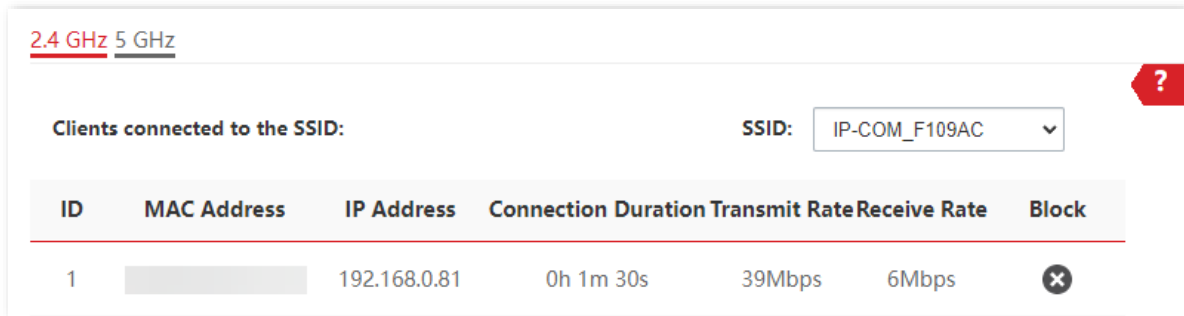 2.4 GHz 5 GHz
?
Clients connected to the SSID: SSID: IP-COM_F109AC
ID MAC Address IP Address Connection Duration Transmit Rate Receive Rate Block
1 192.168.0.81 0h 1m 30s 39Mbps 6Mbps